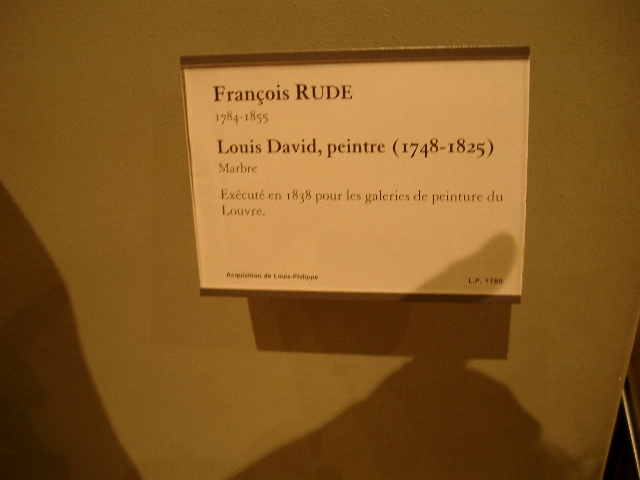 François RUDE
1784-1855
Louis David, peintre (1748-1825)
Marbre
Exécuté en 1838 pour les galeries de peinture du
Louvre.
Acquisition de Louis-Philippe
L.P. 1780